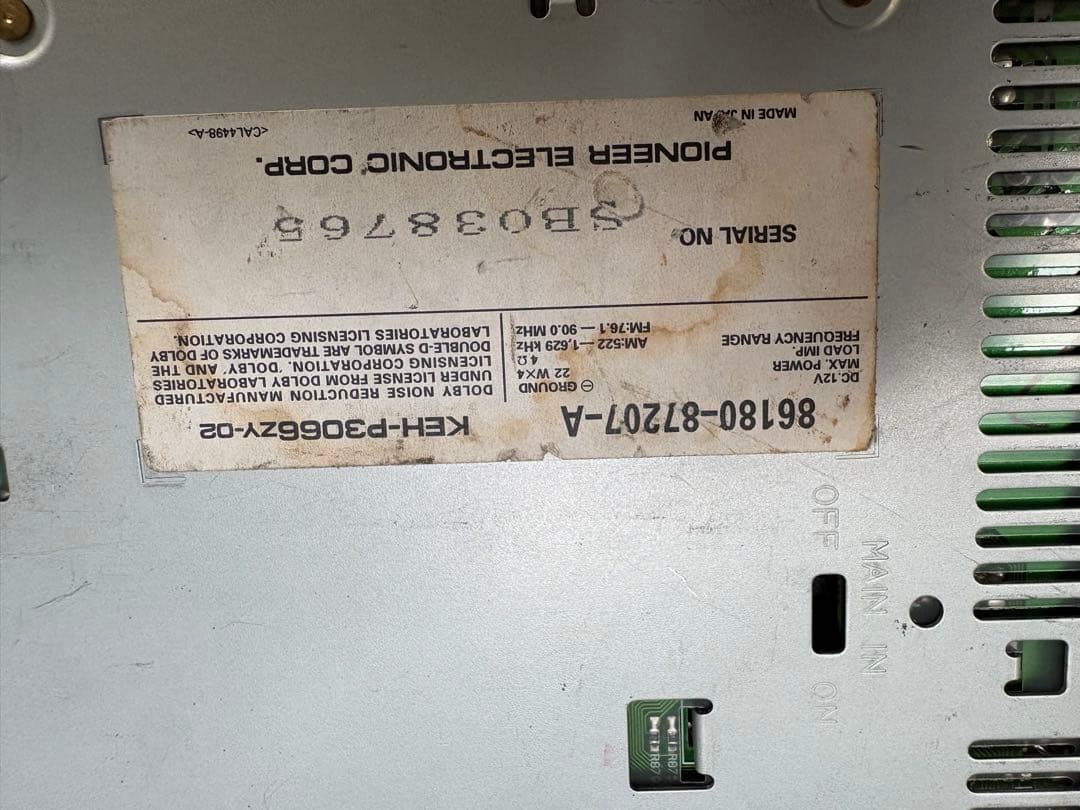 86180-87207-A KEH-P3066ZY-02
DC.12V ⊖ GROUND
MAX. POWER 22 W×4
LOAD IMP. 4 Ω
FREQUENCY RANGE AM:522—1,629 kHz
FM:76.1—90.0 MHz
DOLBY NOISE REDUCTION MANUFACTURED
UNDER LICENSE FROM DOLBY LABORATORIES
LICENSING CORPORATION. "DOLBY" AND THE
DOUBLE-D SYMBOL ARE TRADEMARKS OF DOLBY
LABORATORIES LICENSING CORPORATION.
SERIAL NO. SB038765
PIONEER ELECTRONIC CORP.
MADE IN JAPAN <CAL4498-A>
OFF
MAIN IN
ON